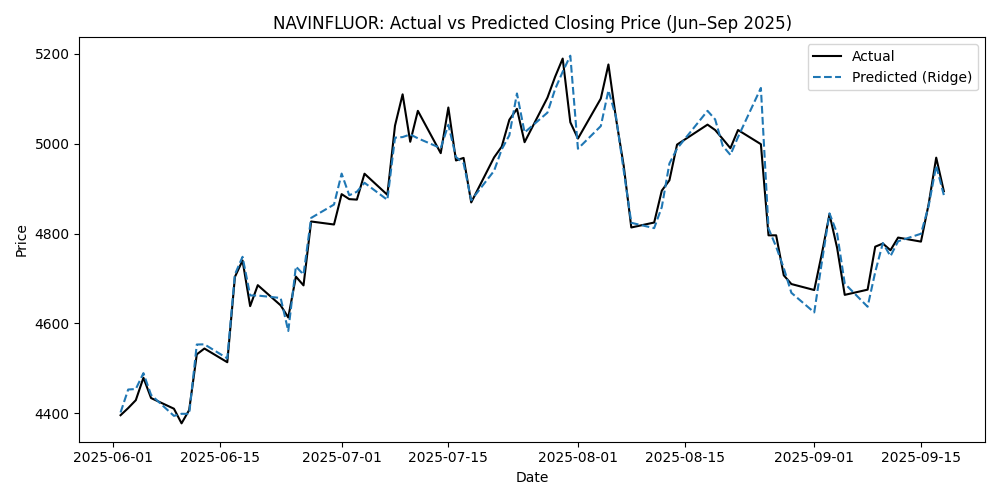 NAVINFLUOR: Actual vs Predicted Closing Price (Jun–Sep 2025)
Actual
Predicted (Ridge)
Price
5200
5000
4800
4600
4400
2025-06-01 2025-06-15 2025-07-01 2025-07-15 2025-08-01 2025-08-15 2025-09-01 2025-09-15
Date